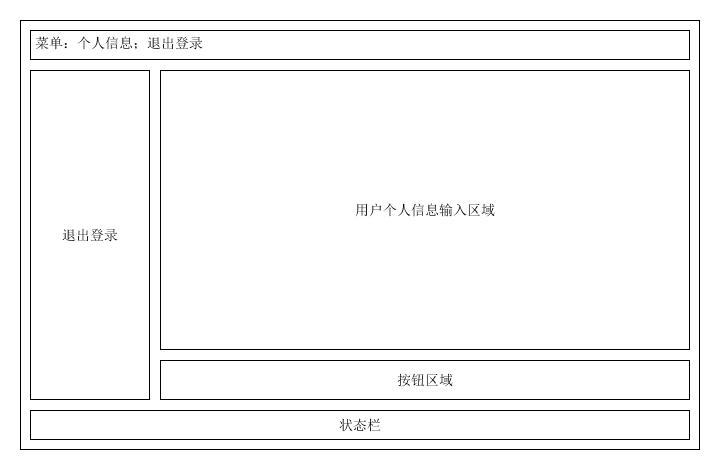 菜单：个人信息；退出登录
退出登录
用户个人信息输入区域
按钮区域
状态栏